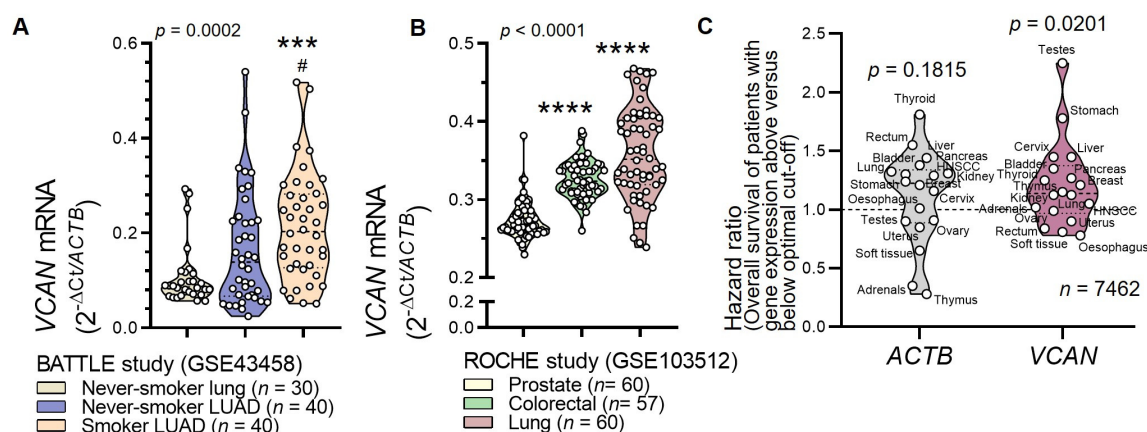 A
p = 0.0002
***
#
0.6
0.4
0.2
0.0
VCAN mRNA
(2^-ΔCt/ACTB)
BATTLE study (GSE43458)
Never-smoker lung (n = 30)
Never-smoker LUAD (n = 40)
Smoker LUAD (n = 40)
B
p < 0.0001
****
****
0.5
0.4
0.3
0.2
0.2
0.0
VCAN mRNA
(2^-ΔCt/ACTB)
ROCHE study (GSE103512)
Prostate (n= 60)
Colorectal (n= 57)
Lung (n = 60)
C
Hazard ratio
(Overall survival of patients with
gene expression above versus
below optimal cut-off)
2.5
2.0
1.5
1.0
0.5
0.0
p = 0.1815
Thyroid
Rectum
Liver
Bladder
Pancreas
HNSCC
Lung
Kidney
Stomach
Breast
Oesophagus
Cervix
Testes
Ovary
Uterus
Soft tissue
Adrenals
Thymus
ACTB
p = 0.0201
Testes
Stomach
Cervix
Liver
Bladder
Pancreas
Thyroid
Breast
Thymus
Kidney
Lung
Adrenals
HNSCC
Ovary
Uterus
Rectum
Soft tissue
Oesophagus
n = 7462
VCAN